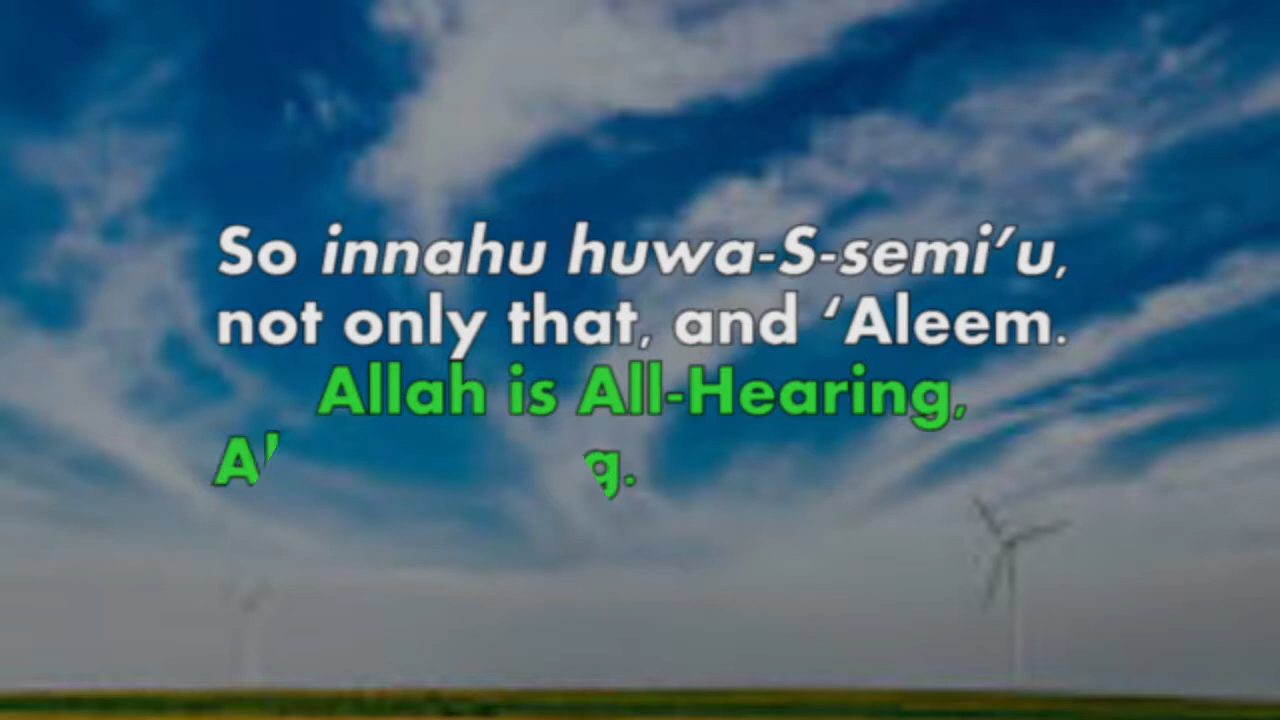 So innahu huwa-S-semi’u,
not only that, and ‘Aleem.
Allah is All-Hearing,